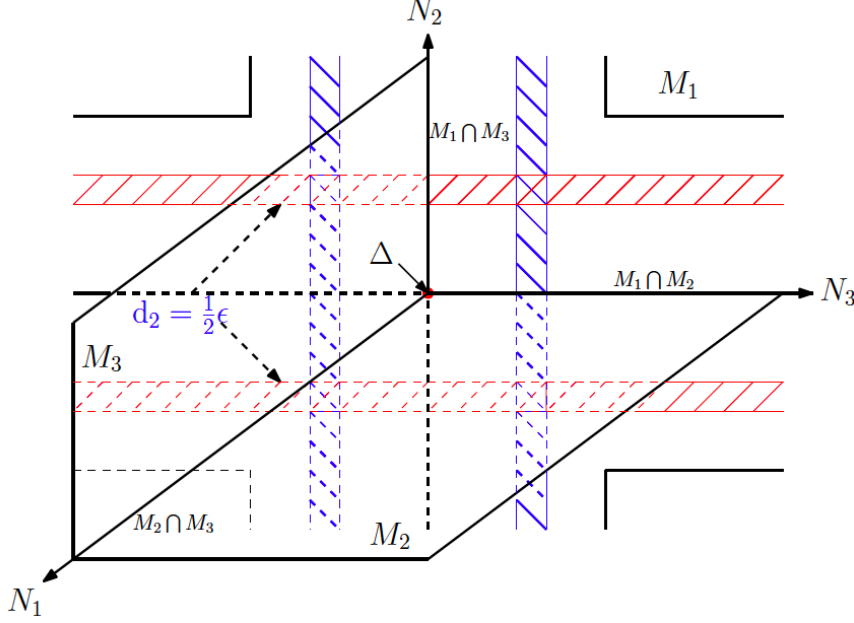 N₂
M₁
M₁ ⋂ M₃
Δ
M₁ ⋂ M₂
N₃
d₂ = ½ϵ
M₃
M₂ ⋂ M₃
M₂
N₁